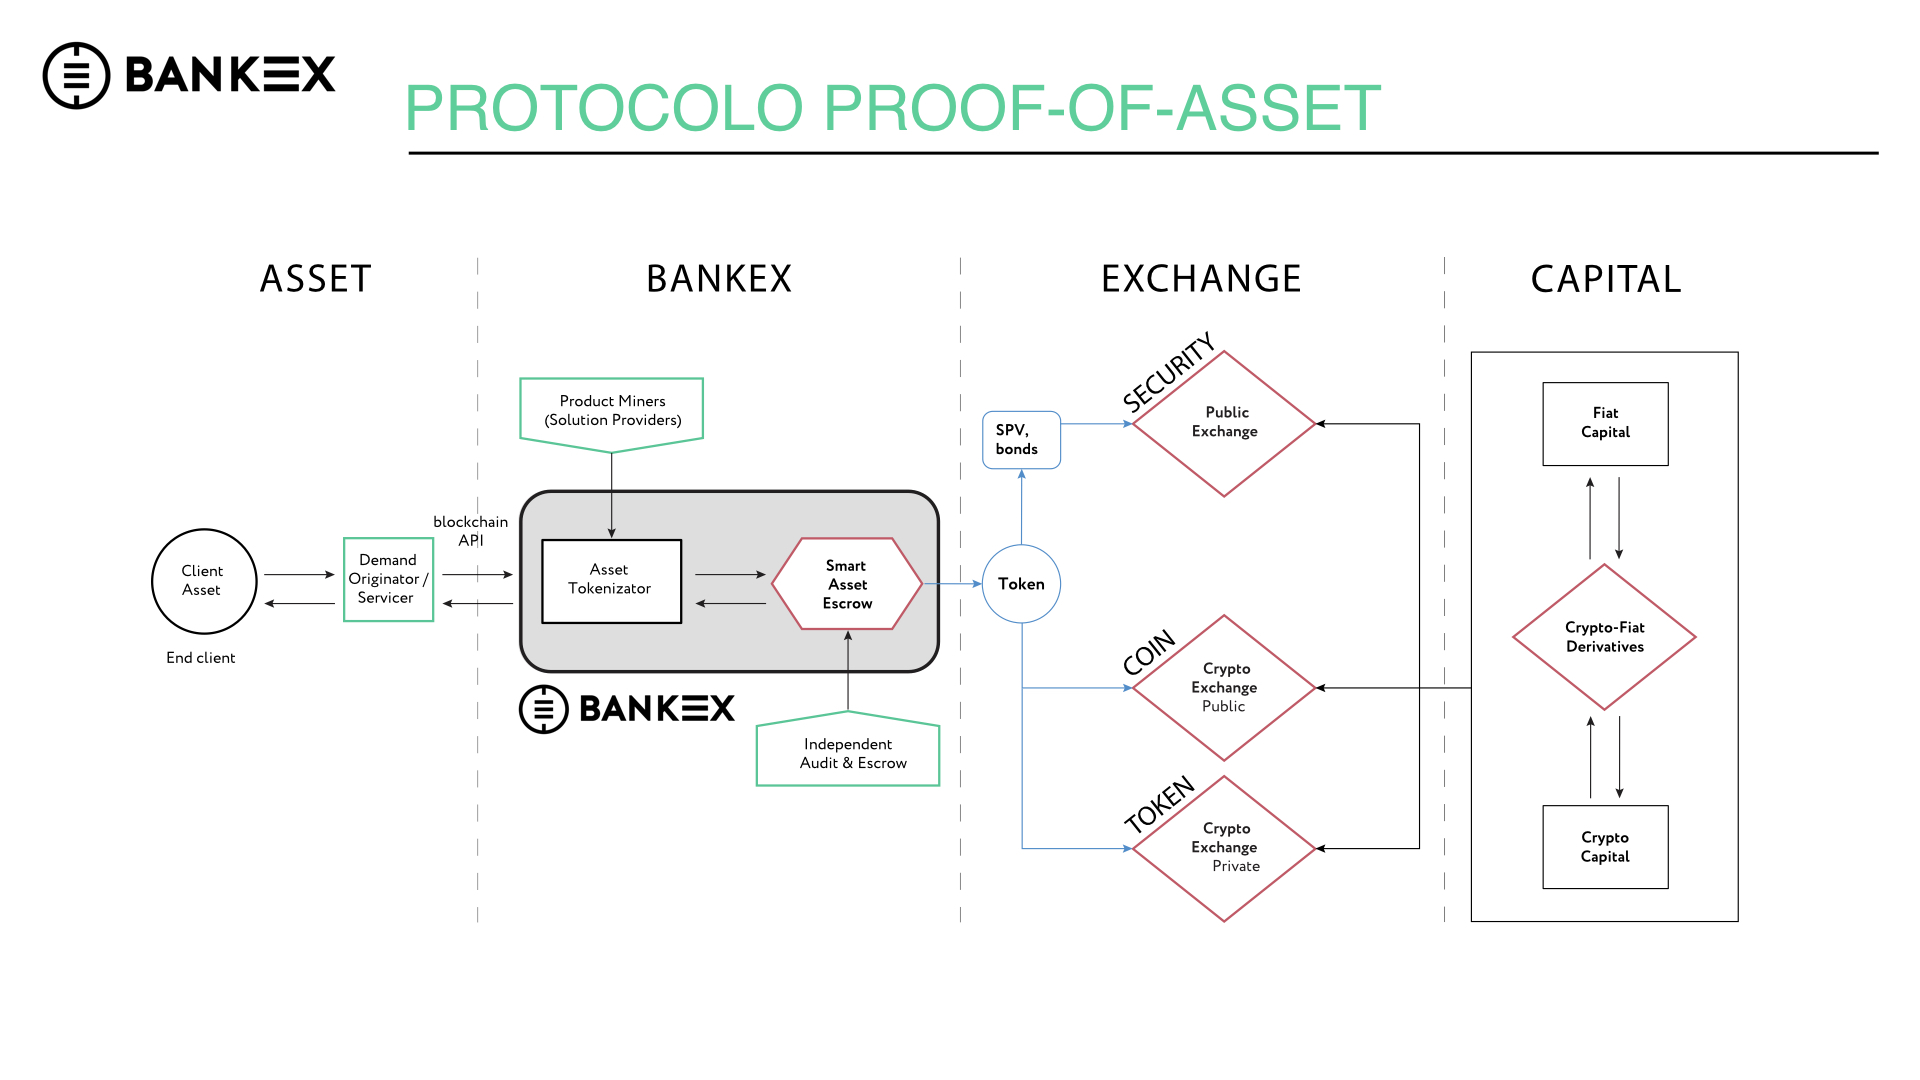 BANKEX
PROTOCOLO PROOF-OF-ASSET
ASSET
BANKEX
EXCHANGE
CAPITAL
Client
Asset
End client
Demand
Originator /
Servicer
blockchain
API
Product Miners
(Solution Providers)
Asset
Tokenizator
Smart
Asset
Escrow
BANKEX
Independent
Audit & Escrow
SPV,
bonds
Token
SECURITY
Public
Exchange
COIN
Crypto
Exchange
Public
TOKEN
Crypto
Exchange
Private
Fiat
Capital
Crypto-Fiat
Derivatives
Crypto
Capital